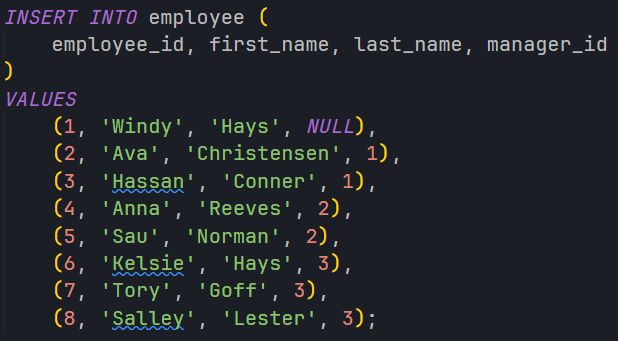 INSERT INTO employee (
    employee_id, first_name, last_name, manager_id
)
VALUES
    (1, 'Windy', 'Hays', NULL),
    (2, 'Ava', 'Christensen', 1),
    (3, 'Hassan', 'Conner', 1),
    (4, 'Anna', 'Reeves', 2),
    (5, 'Sau', 'Norman', 2),
    (6, 'Kelsie', 'Hays', 3),
    (7, 'Tory', 'Goff', 3),
    (8, 'Salley', 'Lester', 3);